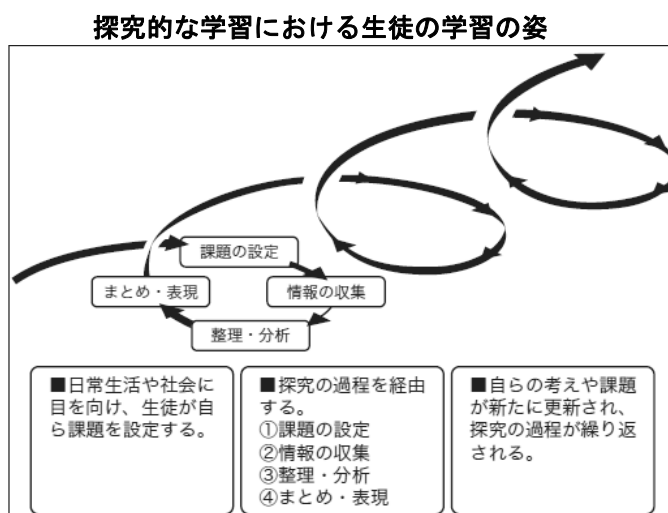 探究的な学習における生徒の学習の姿
課題の設定
まとめ・表現
情報の収集
整理・分析
■日常生活や社会に
目を向け、生徒が自
ら課題を設定する。
■探究の過程を経由
する。
①課題の設定
②情報の収集
③整理・分析
④まとめ・表現
■自らの考えや課題
が新たに更新され、
探究の過程が繰り返
される。